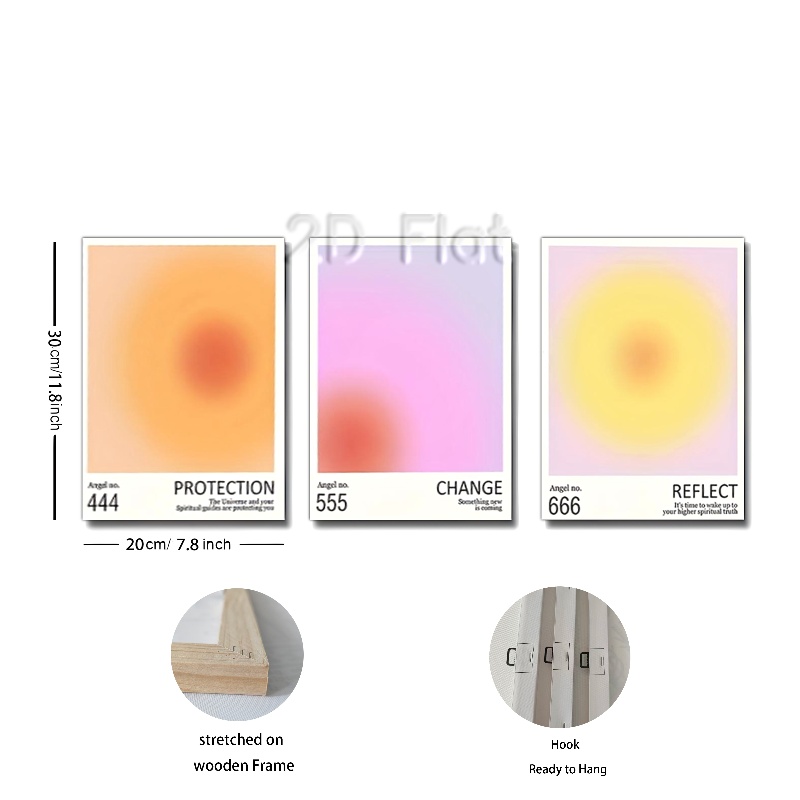 2D Flat
30cm/11.8inch
Angel no.
444
PROTECTION
The Universe and your
Spiritual guides are protecting you
Angel no.
555
CHANGE
Something new
is coming
Angel no.
666
REFLECT
It's time to wake up to
your higher spiritual truth
20cm/ 7.8 inch
stretched on
wooden Frame
Hook
Ready to Hang